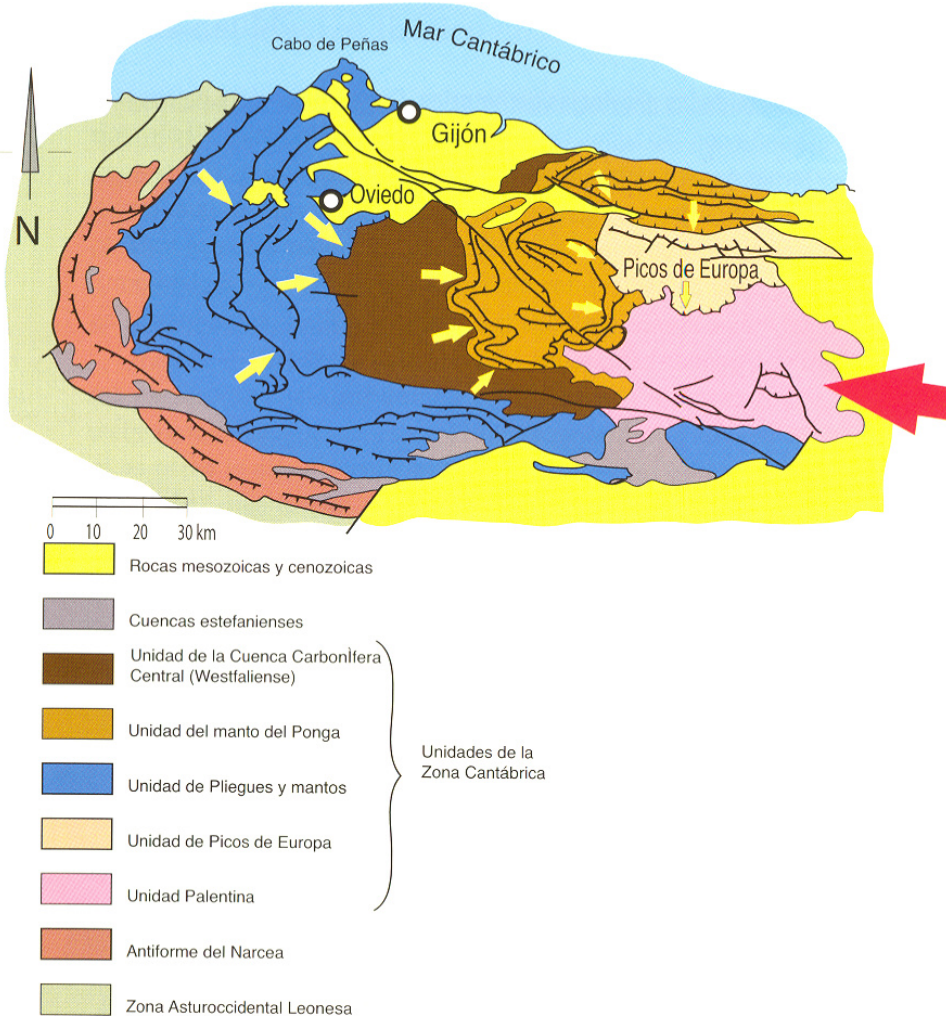 Mar Cantábrico
Cabo de Peñas
Gijón
Oviedo
N
Picos de Europa
0 10 20 30 km
Rocas mesozoicas y cenozoicas
Cuencas estefanienses
Unidad de la Cuenca Carbonífera
Central (Westfaliense)
Unidad del manto del Ponga
Unidades de la
Zona Cantábrica
Unidad de Pliegues y mantos
Unidad de Picos de Europa
Unidad Palentina
Antiforme del Narcea
Zona Asturoccidental Leonesa